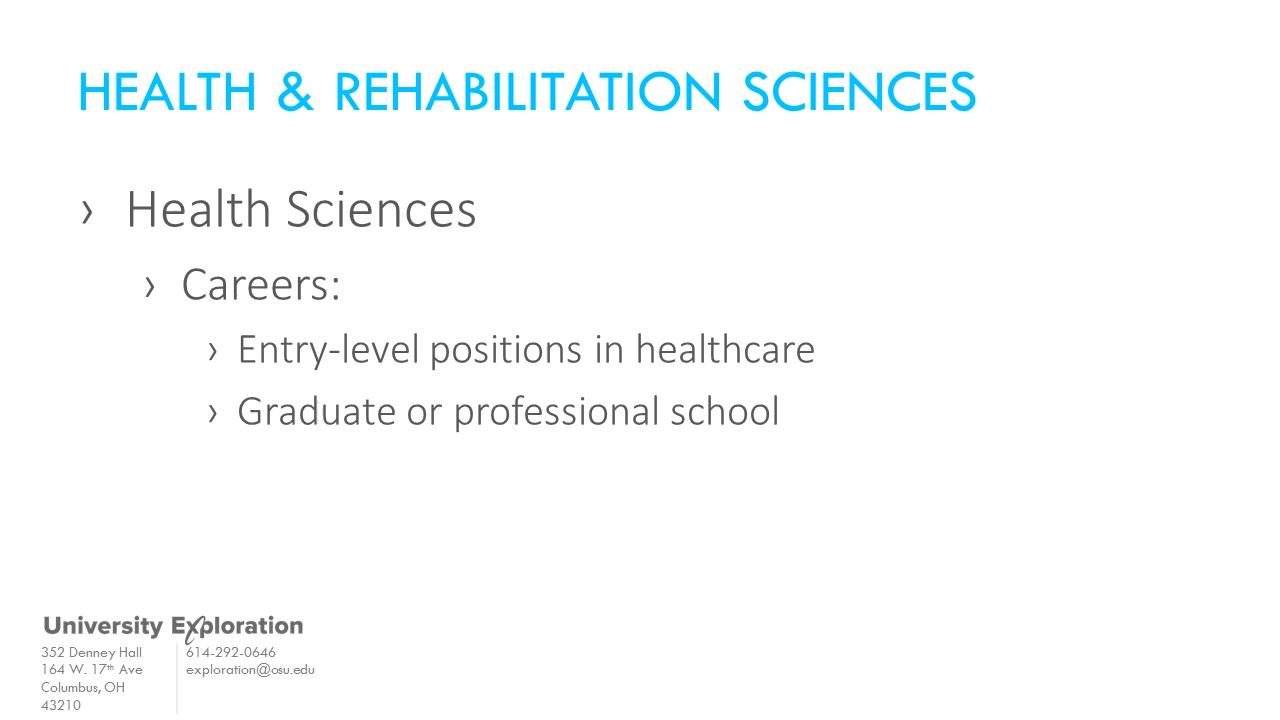 HEALTH & REHABILITATION SCIENCES
› Health Sciences
› Careers:
› Entry-level positions in healthcare
› Graduate or professional school
University Exploration
352 Denney Hall
164 W. 17th Ave
Columbus, OH
43210
614-292-0646
exploration@osu.edu